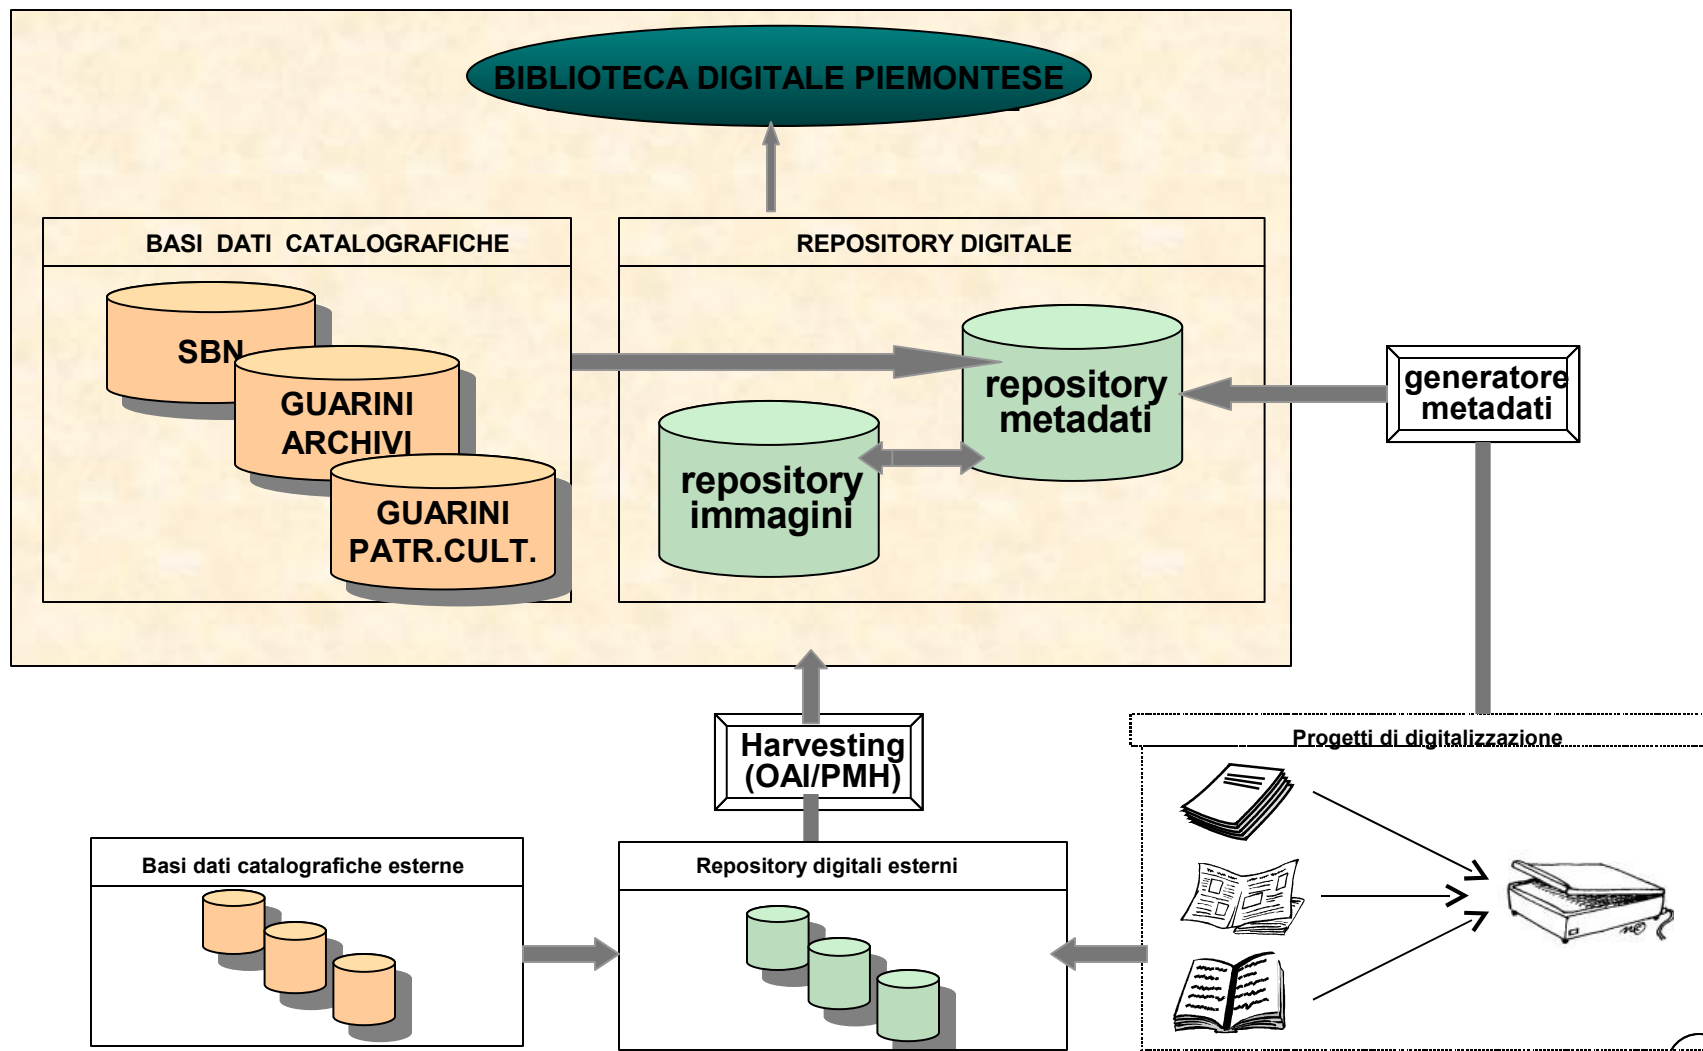 BIBLIOTECA DIGITALE PIEMONTESE
BASI DATI CATALOGRAFICHE
REPOSITORY DIGITALE
SBN
GUARINI
ARCHIVI
GUARINI
PATR.CULT.
repository
metadati
repository
immagini
generatore
metadati
Harvesting
(OAI/PMH)
Progetti di digitalizzazione
Basi dati catalografiche esterne
Repository digitali esterni